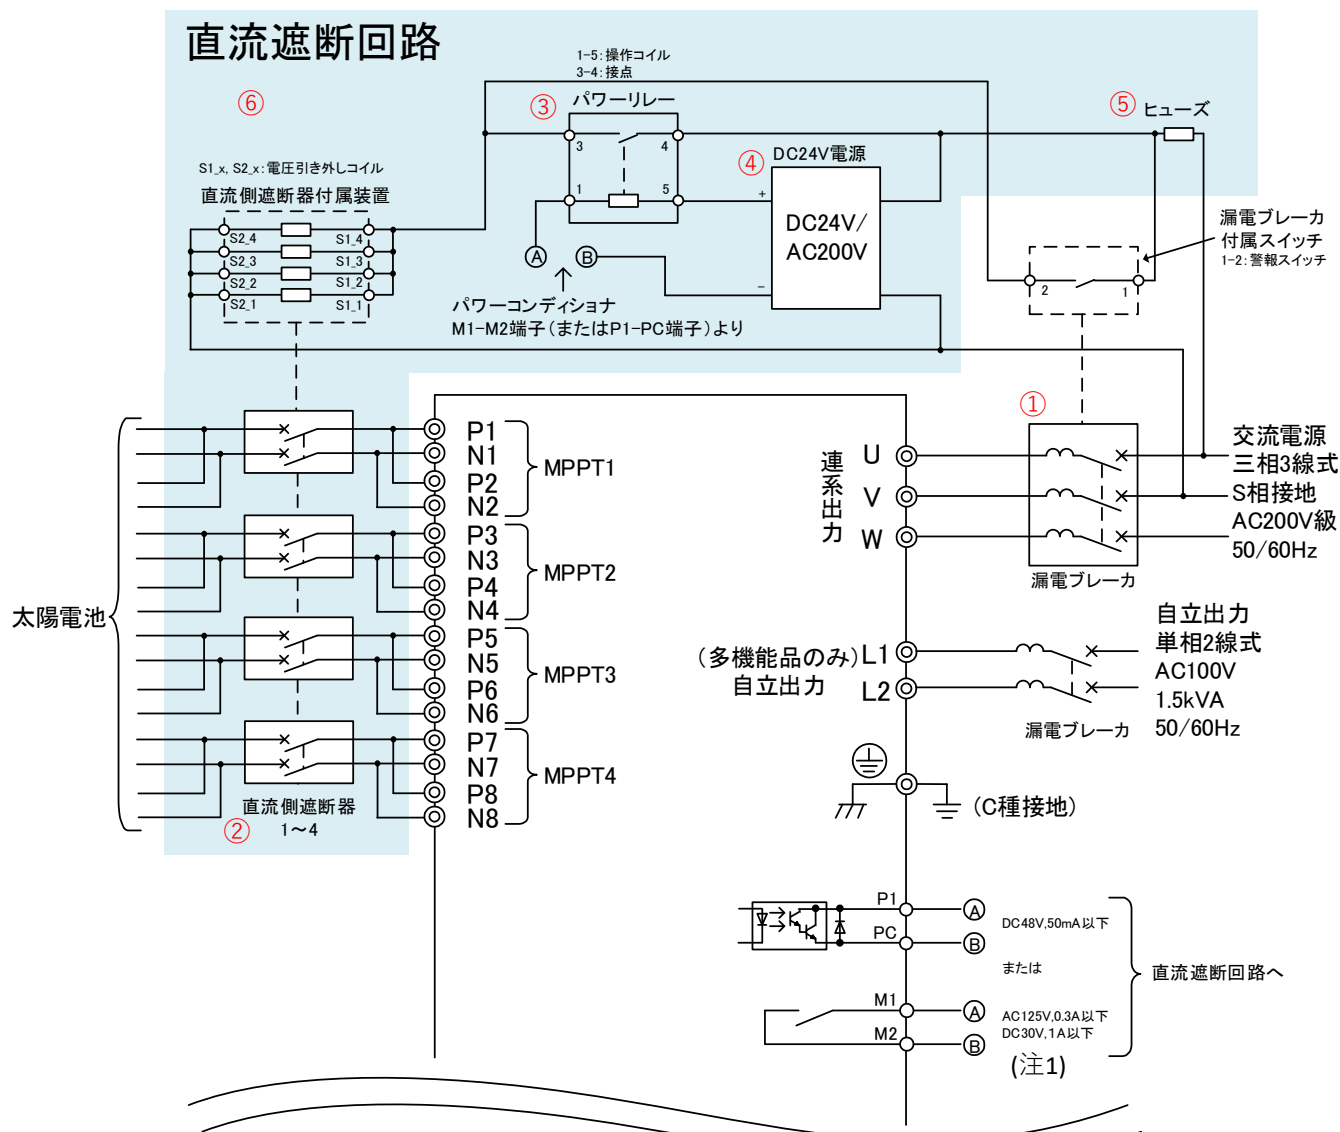 直流遮断回路
1-5:操作コイル
3-4:接点
⑥
③
パワーリレー
⑤
ヒューズ
3
4
④
DC24V電源
S1_x, S2_x:電圧引き外しコイル
直流側遮断器付属装置
1
5
+
-
DC24V/
AC200V
漏電ブレーカ
付属スイッチ
1-2:警報スイッチ
S2_4
S1_4
S2_3
S1_3
S2_2
S1_2
S2_1
S1_1
A
B
2
1
パワーコンディショナ
M1-M2端子(またはP1-PC端子)より
①
P1
N1
P2
N2
MPPT1
P3
N3
P4
N4
MPPT2
P5
N5
P6
N6
MPPT3
P7
N7
P8
N8
MPPT4
太陽電池
直流側遮断器
1～4
②
連系出力
U
V
W
漏電ブレーカ
交流電源
三相3線式
S相接地
AC200V級
50/60Hz
(多機能品のみ)
自立出力
L1
L2
漏電ブレーカ
自立出力
単相2線式
AC100V
1.5kVA
50/60Hz
(C種接地)
P1
A
DC48V,50mA以下
PC
B
または
直流遮断回路へ
M1
A
AC125V,0.3A以下
M2
B
DC30V,1A以下
(注1)